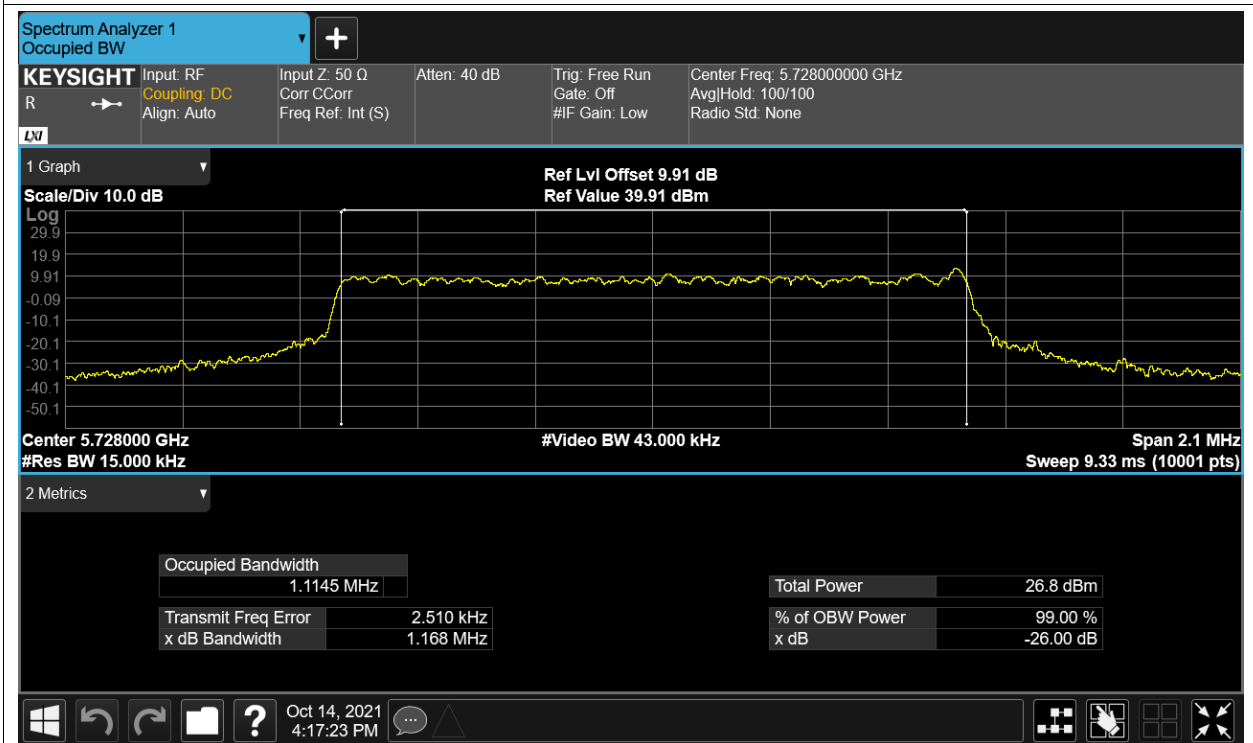 Spectrum Analyzer 1
Occupied BW
KEYSIGHT
R
LXI
Input: RF
Coupling: DC
Align: Auto
Input Z: 50 Ω
Corr CCorr
Freq Ref: Int (S)
Atten: 40 dB
Trig: Free Run
Gate: Off
#IF Gain: Low
Center Freq: 5.728000000 GHz
Avg|Hold: 100/100
Radio Std: None
1 Graph
Scale/Div 10.0 dB
Ref Lvl Offset 9.91 dB
Ref Value 39.91 dBm
Log
29.9
19.9
9.91
-0.09
-10.1
-20.1
-30.1
-40.1
-50.1
Center 5.728000 GHz
#Res BW 15.000 kHz
#Video BW 43.000 kHz
Span 2.1 MHz
Sweep 9.33 ms (10001 pts)
2 Metrics
Occupied Bandwidth
1.1145 MHz
Transmit Freq Error 2.510 kHz
x dB Bandwidth 1.168 MHz
Total Power 26.8 dBm
% of OBW Power 99.00 %
x dB -26.00 dB
?
Oct 14, 2021
4:17:23 PM